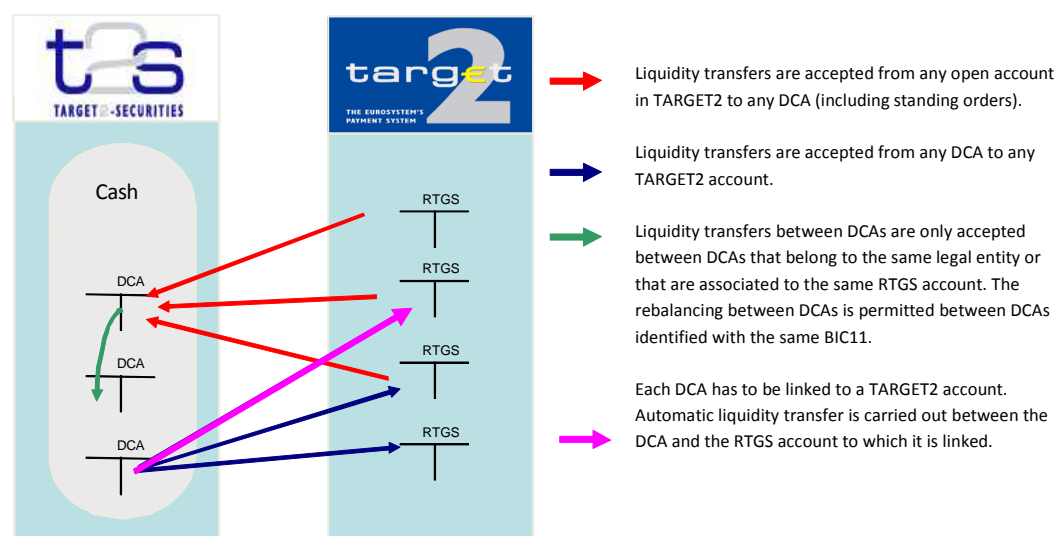 t2s
TARGET2-SECURITIES
target
2
THE EUROSYSTEM'S
PAYMENT SYSTEM
Cash
DCA
DCA
DCA
RTGS
RTGS
RTGS
RTGS
Liquidity transfers are accepted from any open account
in TARGET2 to any DCA (including standing orders).
Liquidity transfers are accepted from any DCA to any
TARGET2 account.
Liquidity transfers between DCAs are only accepted
between DCAs that belong to the same legal entity or
that are associated to the same RTGS account. The
rebalancing between DCAs is permitted between DCAs
identified with the same BIC11.
Each DCA has to be linked to a TARGET2 account.
Automatic liquidity transfer is carried out between the
DCA and the RTGS account to which it is linked.